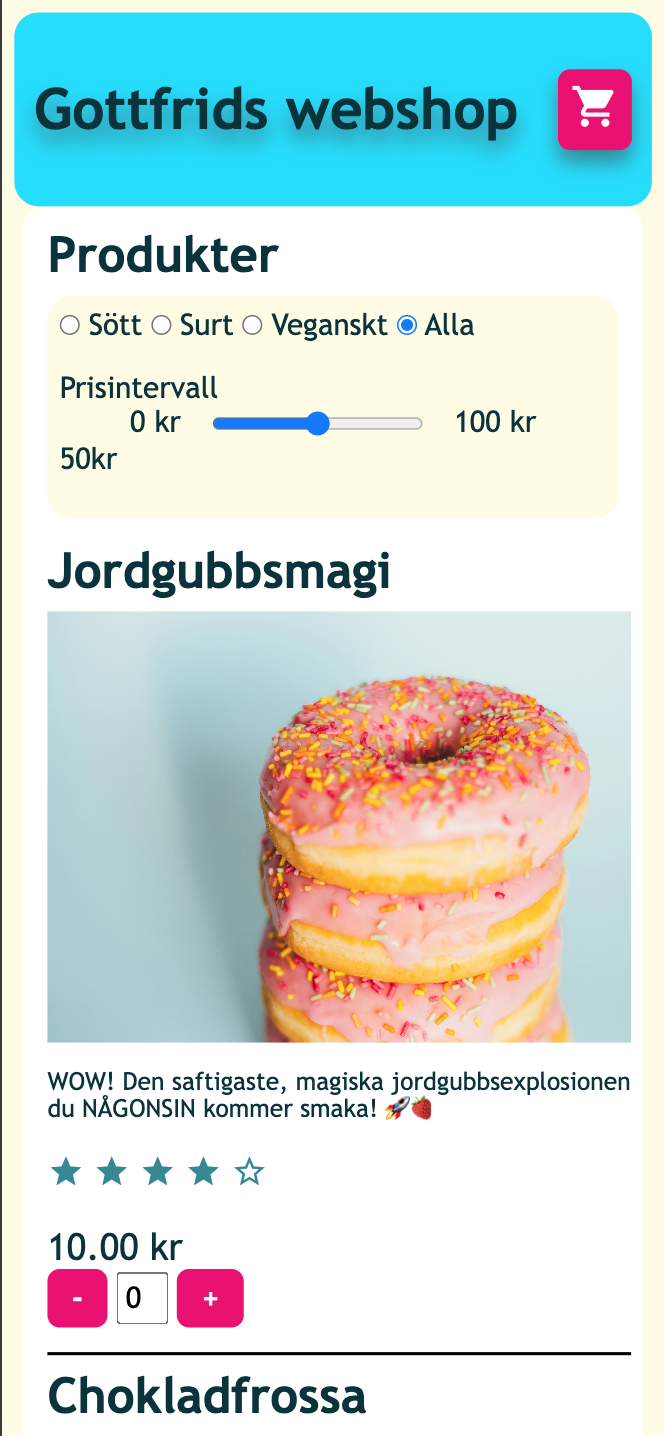 Gottfrids webshop
Produkter
Sött Surt Veganskt Alla
Prisintervall
0 kr 100 kr
50kr
Jordgubbsmagi
WOW! Den saftigaste, magiska jordgubbsexplosionen
du NÅGONSIN kommer smaka! 🚀🍓
10.00 kr
- 0 +
Chokladfrossa